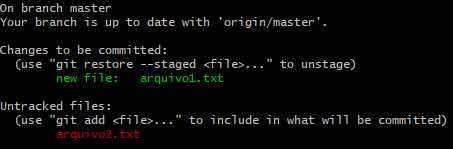 On branch master
Your branch is up to date with 'origin/master'.
Changes to be committed:
(use "git restore --staged <file>..." to unstage)
new file:   arquivo1.txt
Untracked files:
(use "git add <file>..." to include in what will be committed)
arquivo2.txt